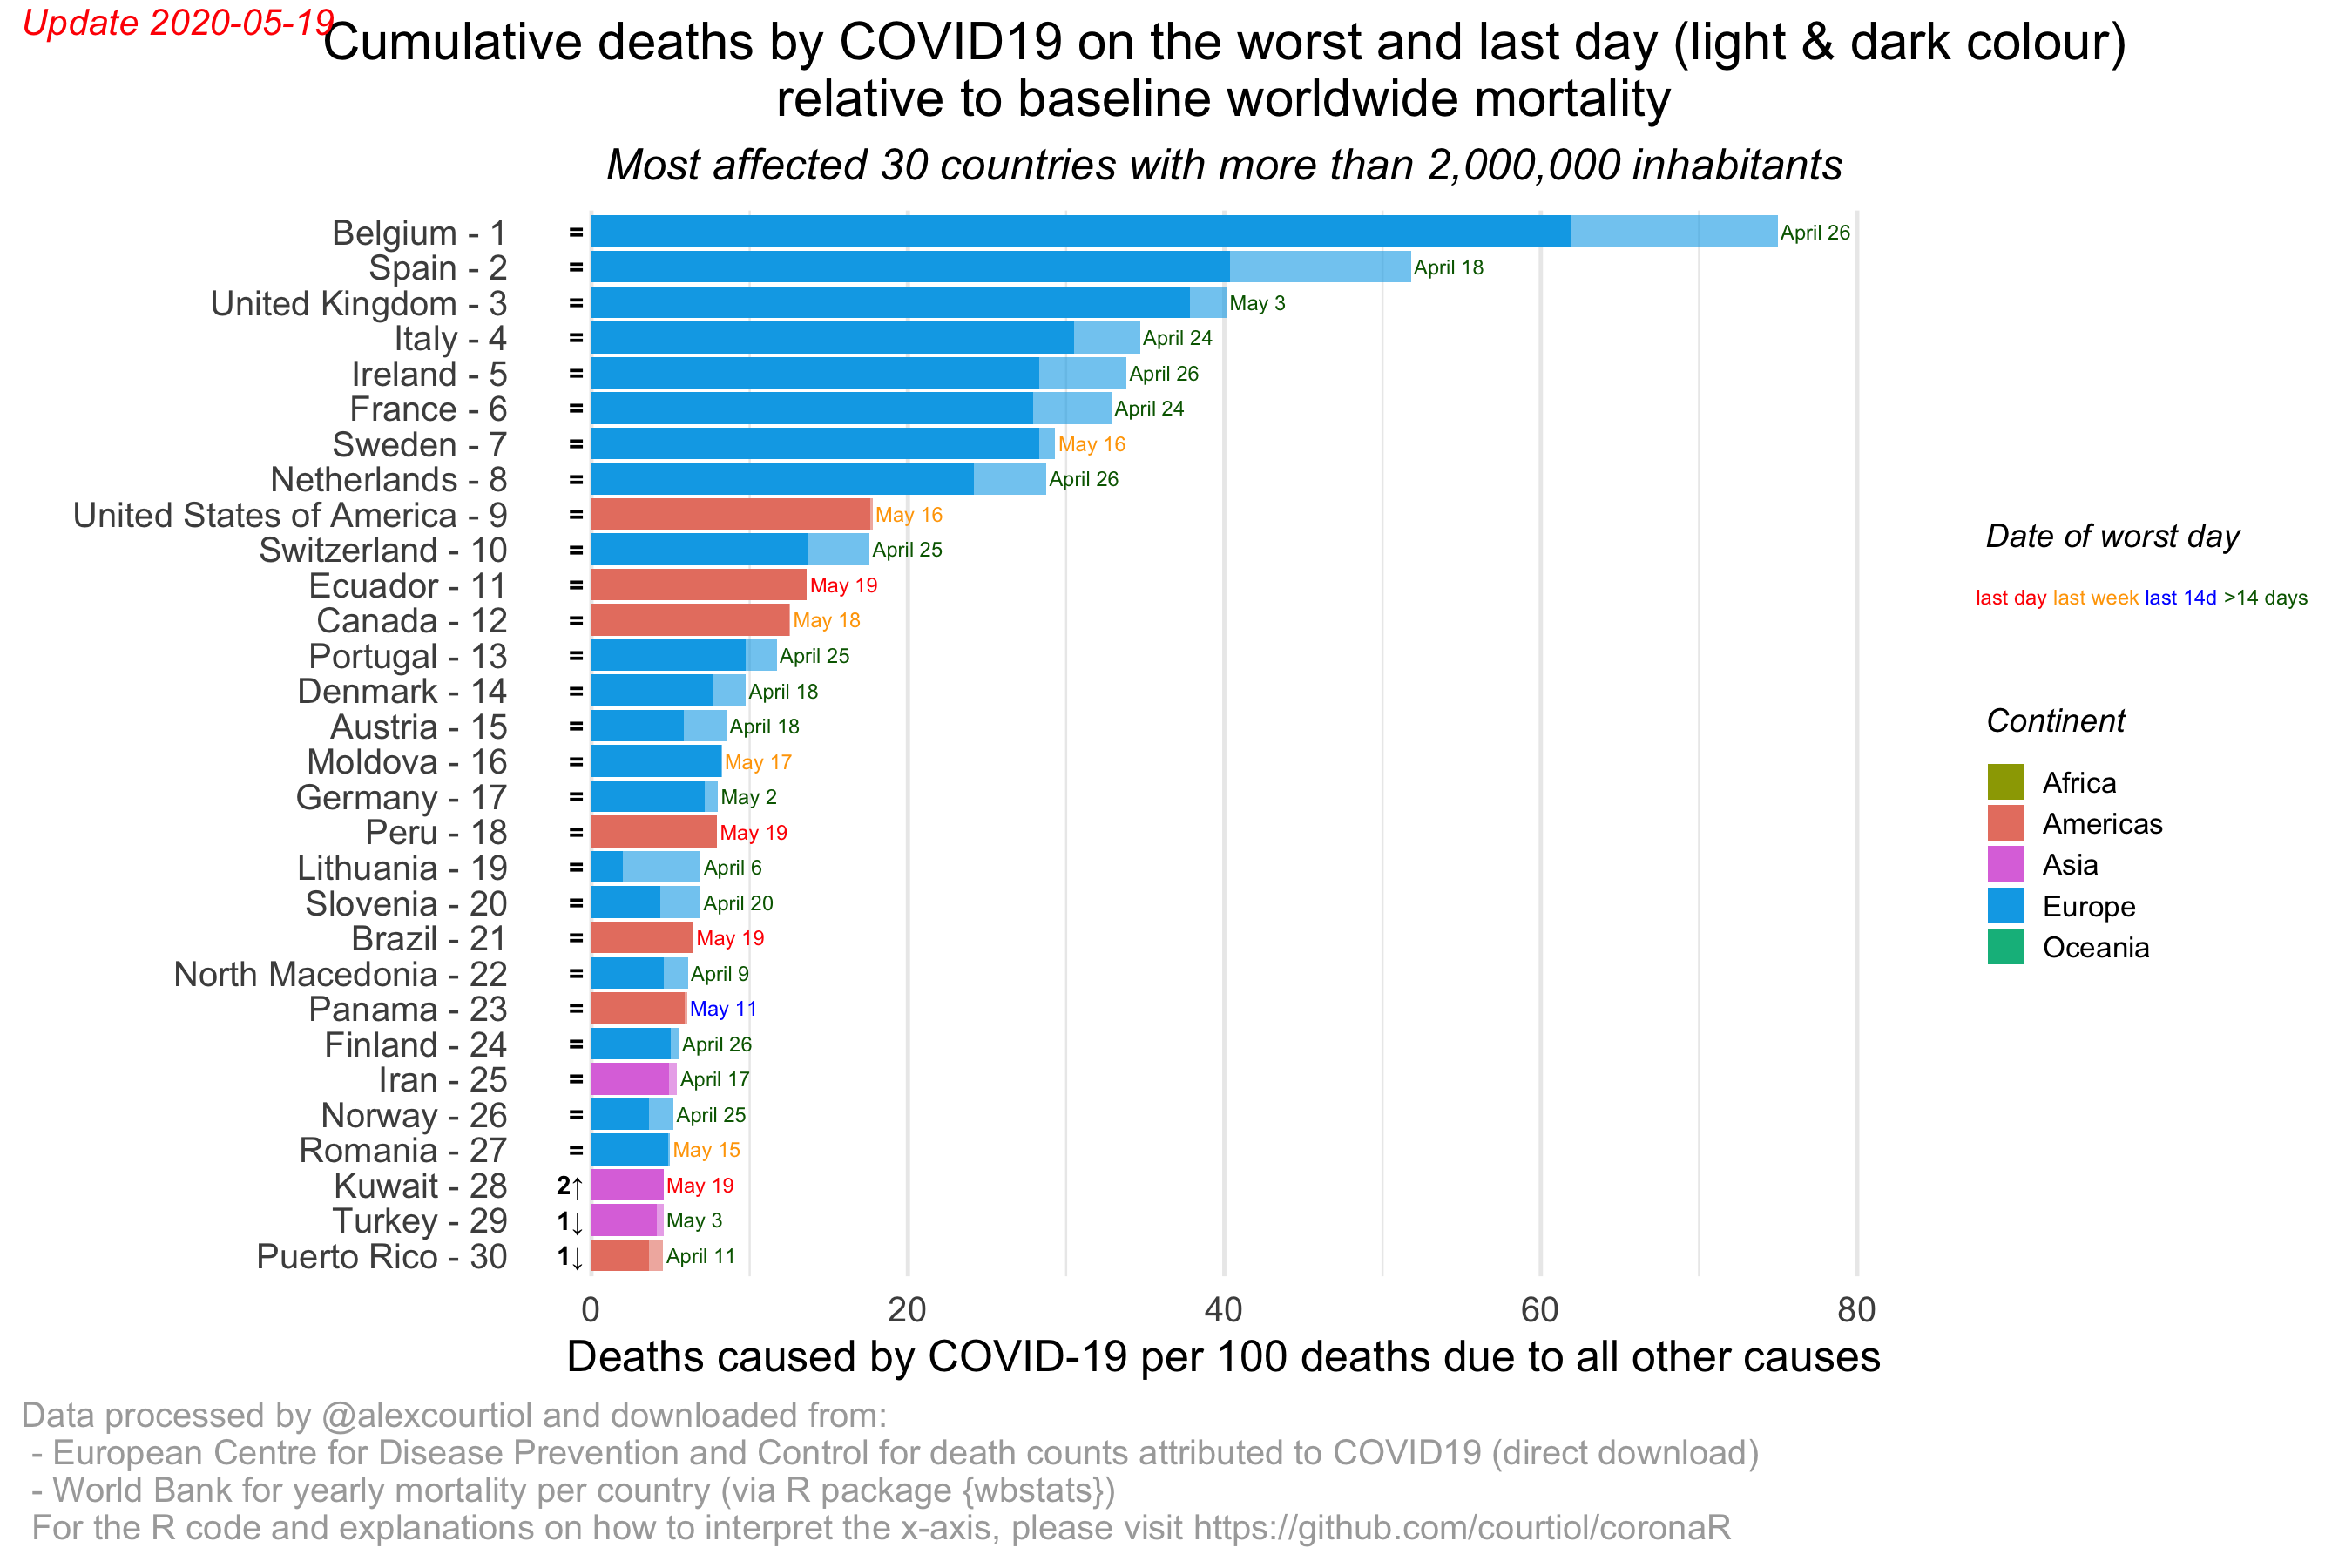 Update 2020-05-19
Cumulative deaths by COVID19 on the worst and last day (light & dark colour)
relative to baseline worldwide mortality
Most affected 30 countries with more than 2,000,000 inhabitants
Belgium - 1 = April 26
Spain - 2 = April 18
United Kingdom - 3 = May 3
Italy - 4 = April 24
Ireland - 5 = April 26
France - 6 = April 24
Sweden - 7 = May 16
Netherlands - 8 = April 26
United States of America - 9 = May 16
Switzerland - 10 = April 25
Ecuador - 11 = May 19
Canada - 12 = May 18
Portugal - 13 = April 25
Denmark - 14 = April 18
Austria - 15 = April 18
Moldova - 16 = May 17
Germany - 17 = May 2
Peru - 18 = May 19
Lithuania - 19 = April 6
Slovenia - 20 = April 20
Brazil - 21 = May 19
North Macedonia - 22 = April 9
Panama - 23 = May 11
Finland - 24 = April 26
Iran - 25 = April 17
Norway - 26 = April 25
Romania - 27 = May 15
Kuwait - 28 2↑ May 19
Turkey - 29 1↓ May 3
Puerto Rico - 30 1↓ April 11
0 20 40 60 80
Deaths caused by COVID-19 per 100 deaths due to all other causes
Date of worst day
last day last week last 14d >14 days
Continent
Africa
Americas
Asia
Europe
Oceania
Data processed by @alexcourtiol and downloaded from:
- European Centre for Disease Prevention and Control for death counts attributed to COVID19 (direct download)
- World Bank for yearly mortality per country (via R package {wbstats})
For the R code and explanations on how to interpret the x-axis, please visit https://github.com/courtiol/coronaR